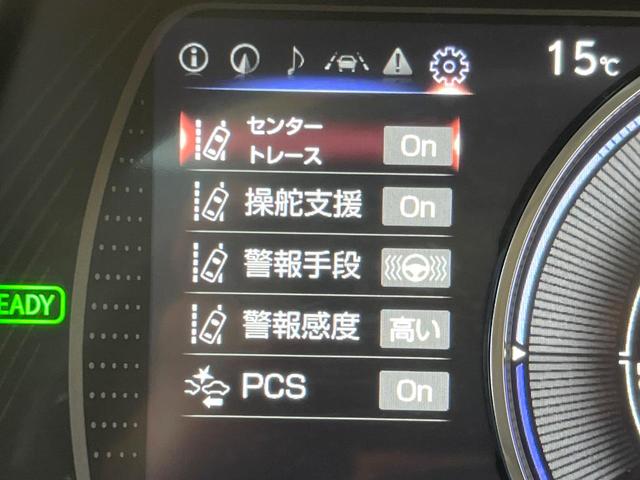 15℃
センター
トレース
On
操舵支援
On
警報手段
警報感度
高い
PCS
On
EADY